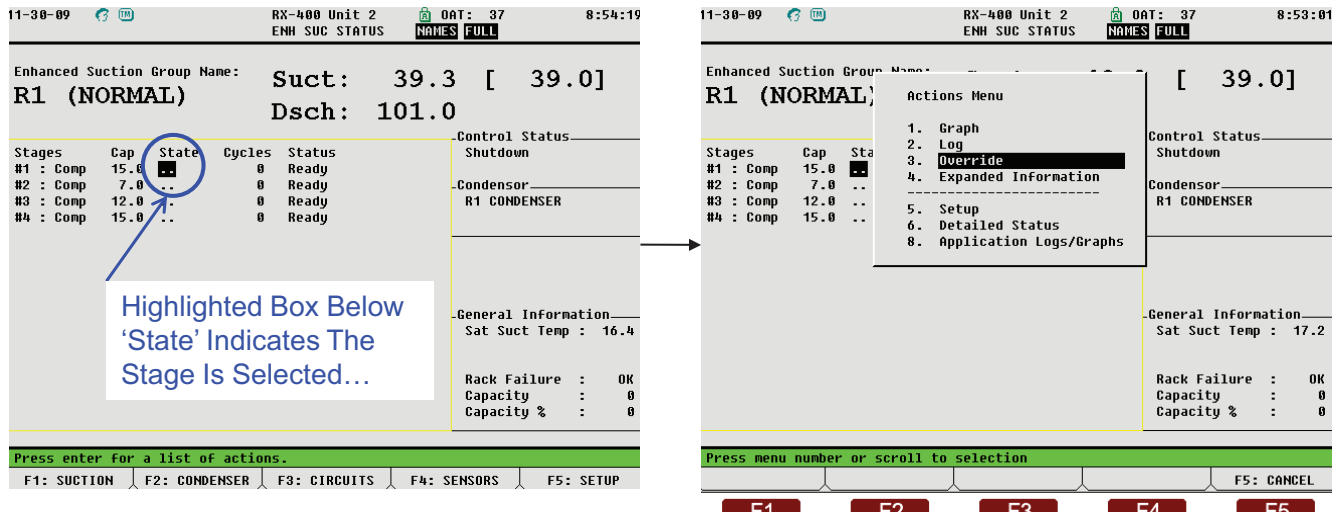 11-30-09 RX-400 Unit 2 OAT: 37 8:54:19
ENH SUC STATUS NAMES FULL
Enhanced Suction Group Name:
R1 (NORMAL)
Suct: 39.3 [ 39.0]
Dsch: 101.0
Stages Cap State Cycles Status
#1 : Comp 15.0 .. 0 Ready
#2 : Comp 7.0 .. 0 Ready
#3 : Comp 12.0 .. 0 Ready
#4 : Comp 15.0 .. 0 Ready
Control Status
Shutdown
Condensor
R1 CONDENSER
Highlighted Box Below
‘State’ Indicates The
Stage Is Selected…
General Information
Sat Suct Temp : 16.4
Rack Failure : OK
Capacity : 0
Capacity % : 0
Press enter for a list of actions.
F1: SUCTION F2: CONDENSER F3: CIRCUITS F4: SENSORS F5: SETUP
11-30-09 RX-400 Unit 2 OAT: 37 8:53:01
ENH SUC STATUS NAMES FULL
Enhanced Suction Group Name:
R1 (NORMAL)
[ 39.0]
Stages Cap Sta
#1 : Comp 15.0
#2 : Comp 7.0 ..
#3 : Comp 12.0 ..
#4 : Comp 15.0 ..
Actions Menu
1. Graph
2. Log
3. Override
4. Expanded Information
5. Setup
6. Detailed Status
8. Application Logs/Graphs
Control Status
Shutdown
Condensor
R1 CONDENSER
General Information
Sat Suct Temp : 17.2
Rack Failure : OK
Capacity : 0
Capacity % : 0
Press menu number or scroll to selection
F5: CANCEL
F1 F2 F3 F4 F5